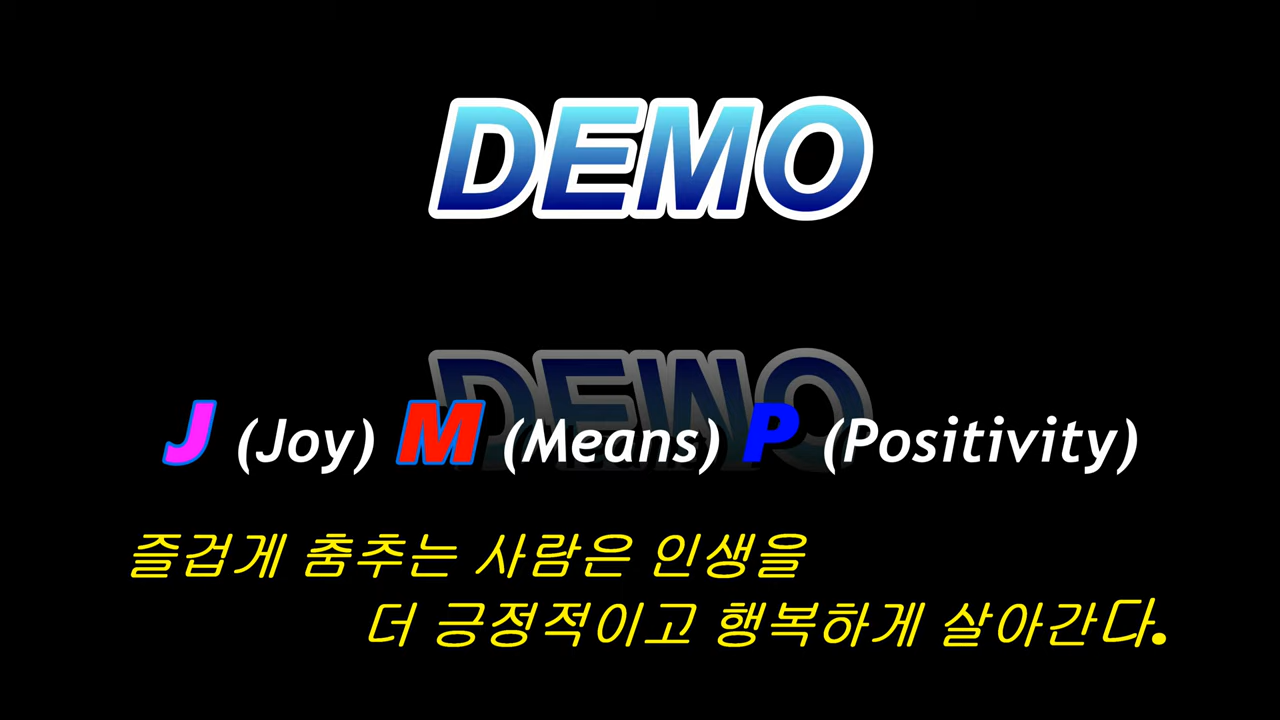 DEMO
J (Joy) M (Means) P (Positivity)
즐겁게 춤추는 사람은 인생을
더 긍정적이고 행복하게 살아간다.